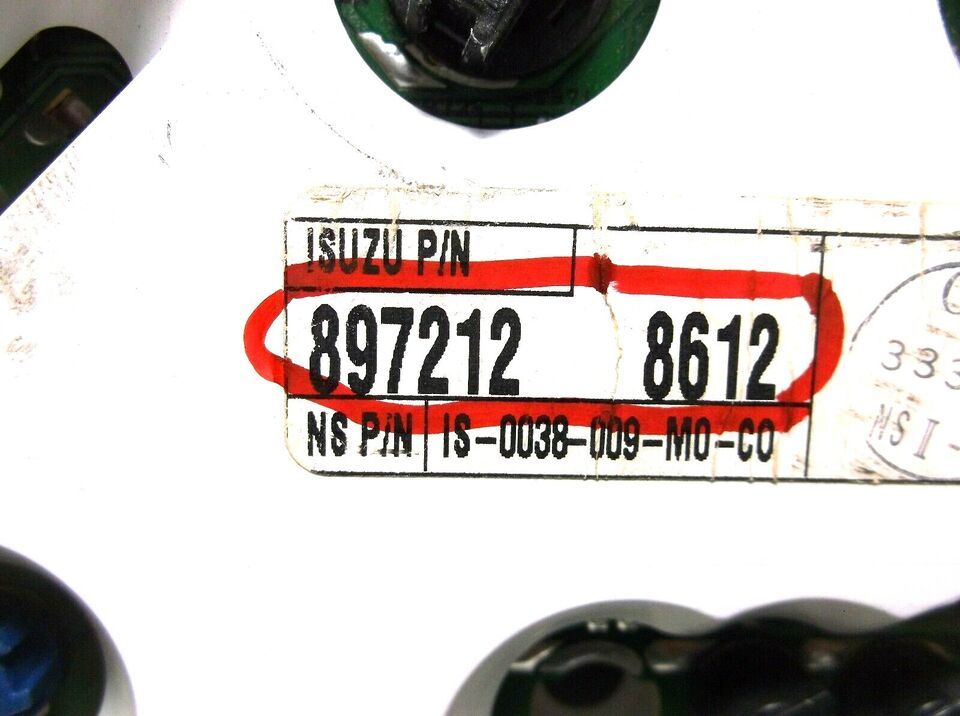 ISUZU P/N
897212 8612
NS P/N IS-0038-009-M0-C0